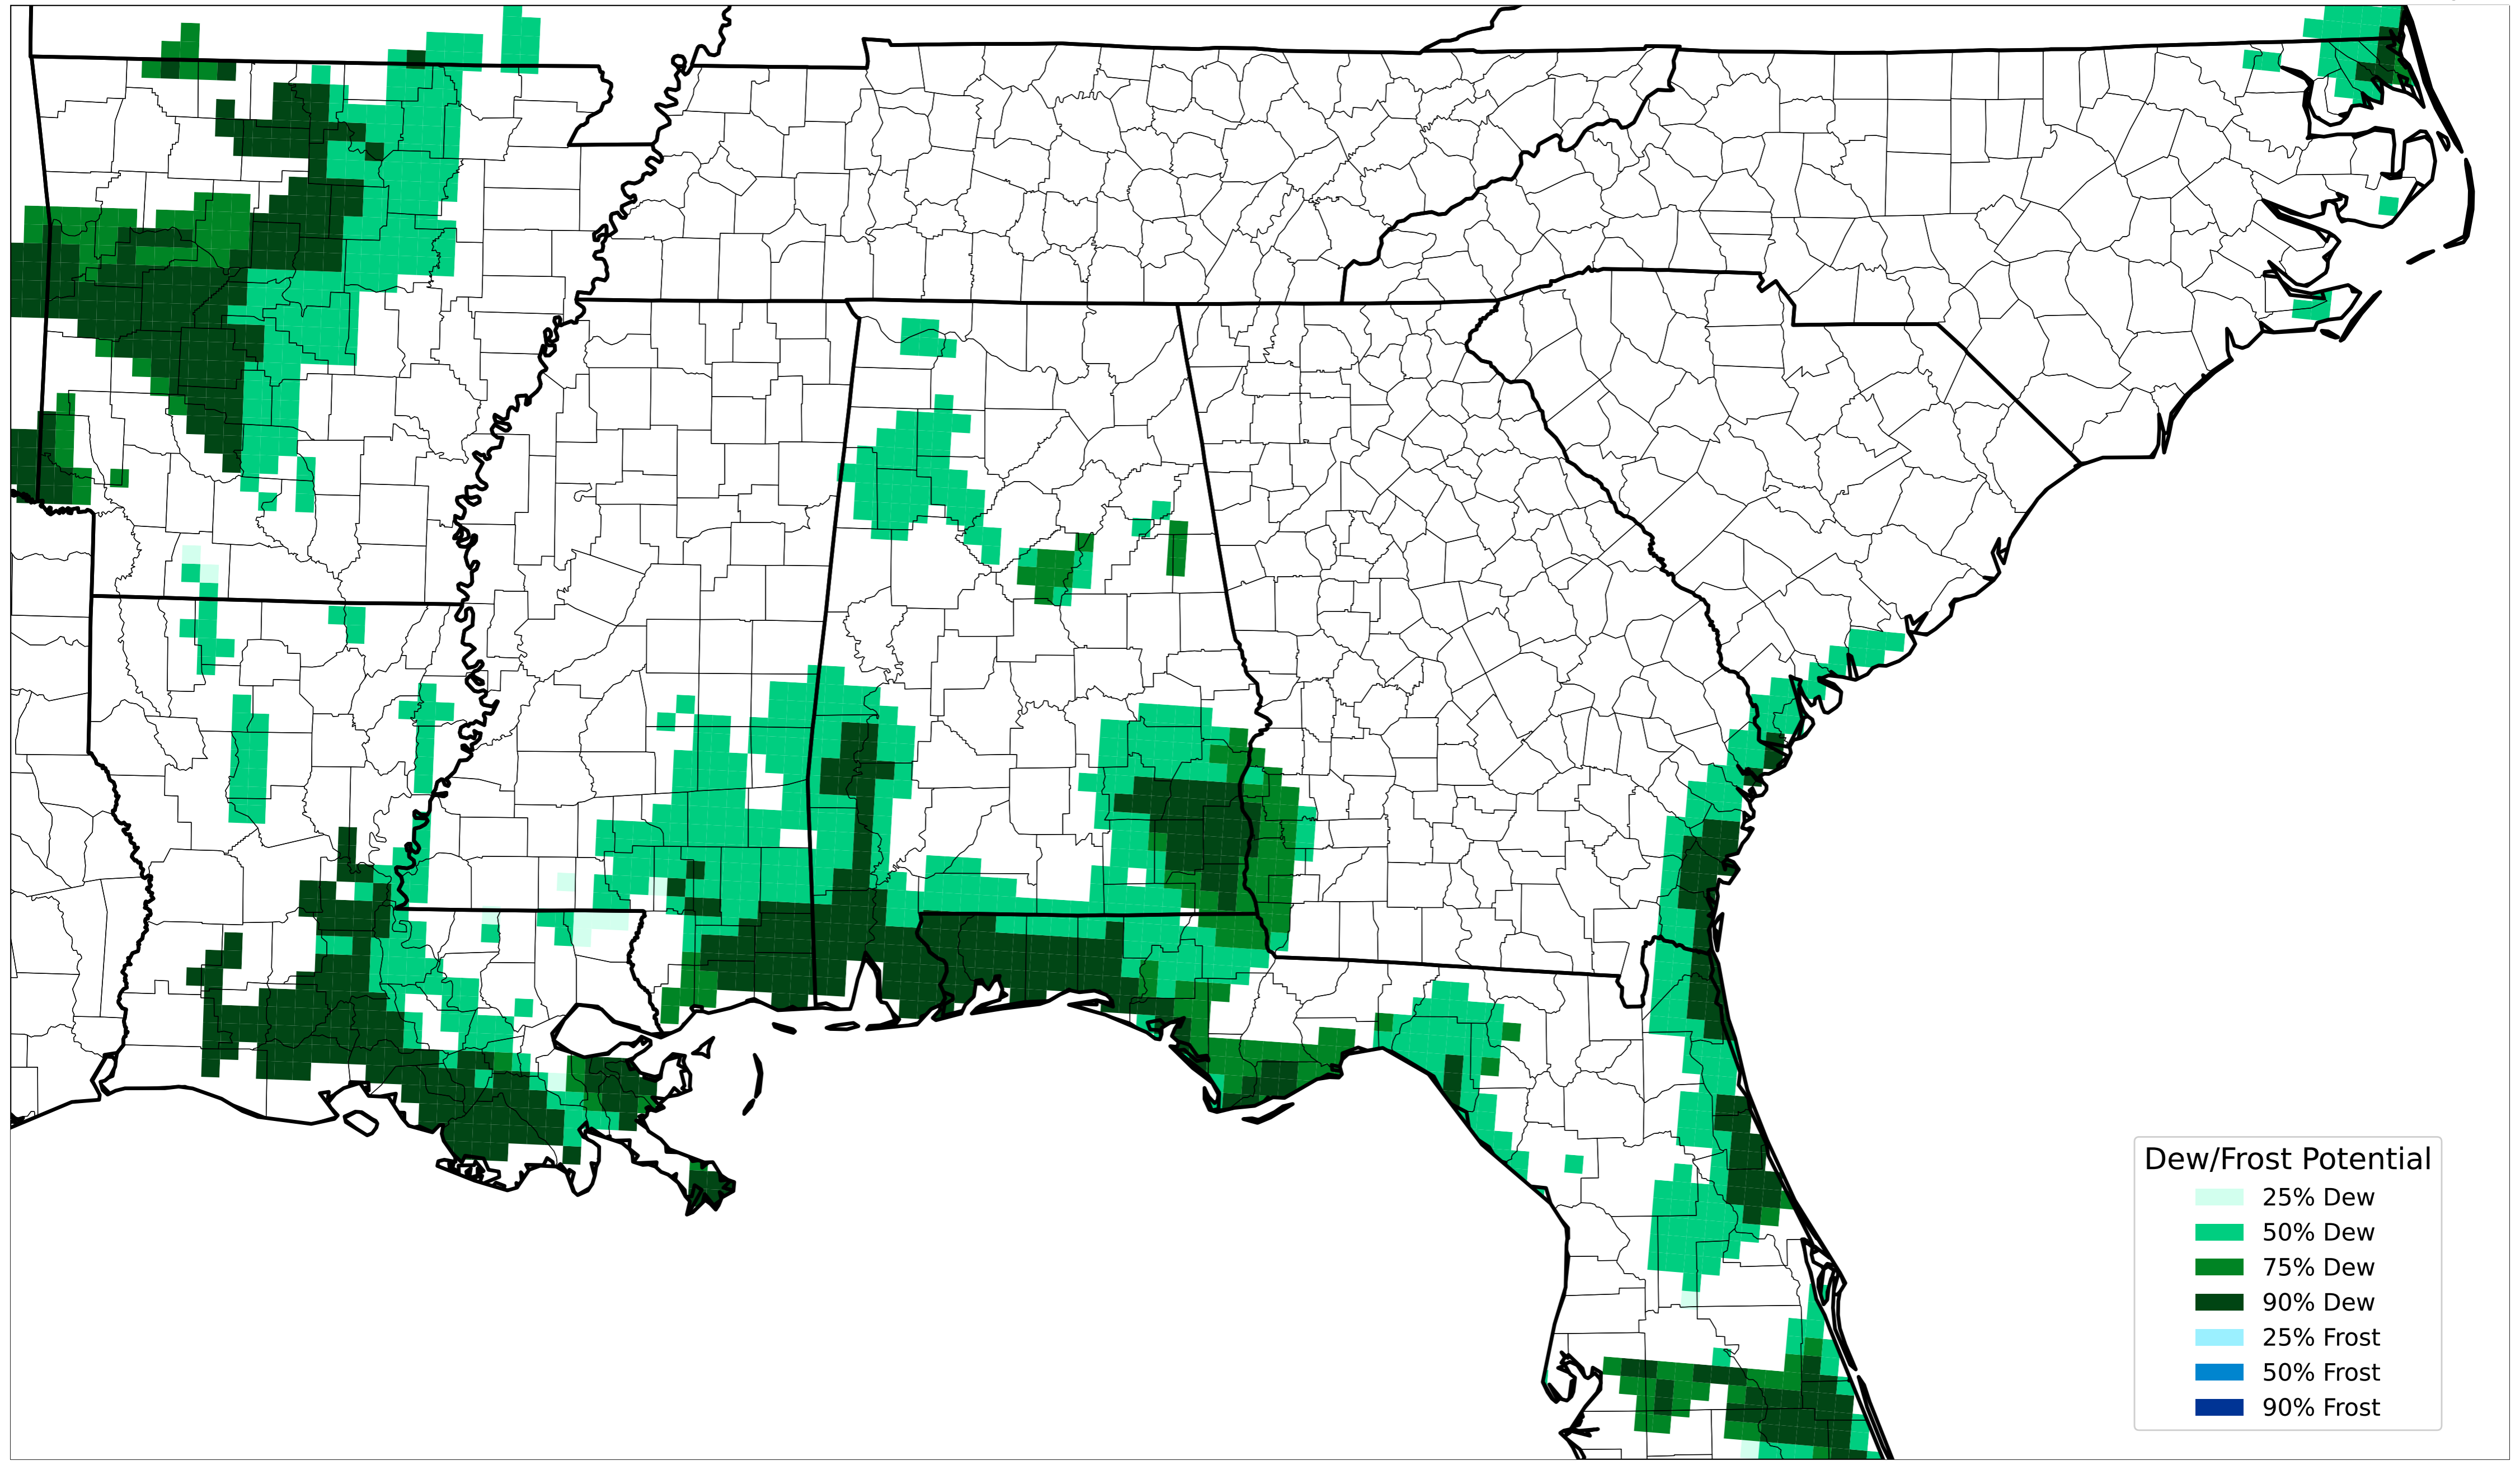 Dew/Frost Potential
25% Dew
50% Dew
75% Dew
90% Dew
25% Frost
50% Frost
90% Frost